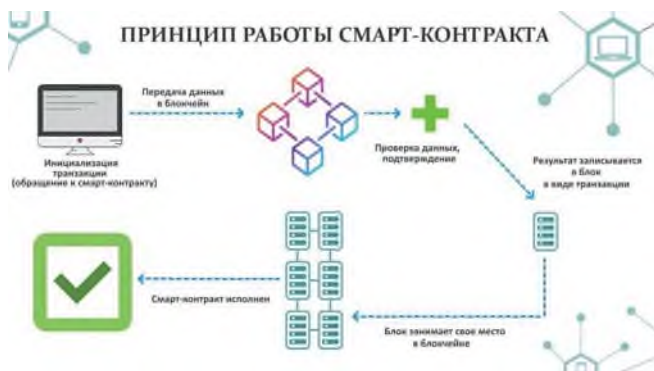 ПРИНЦИП РАБОТЫ СМАРТ-КОНТРАКТА
Передача данных
в блокчейн
Инициализация
транзакции
(обращение к смарт-контракту)
Проверка данных,
подтверждение
Результат записывается
в блок
в виде транзакции
Смарт-контракт исполнен
Блок занимает свое место
в блокчейне